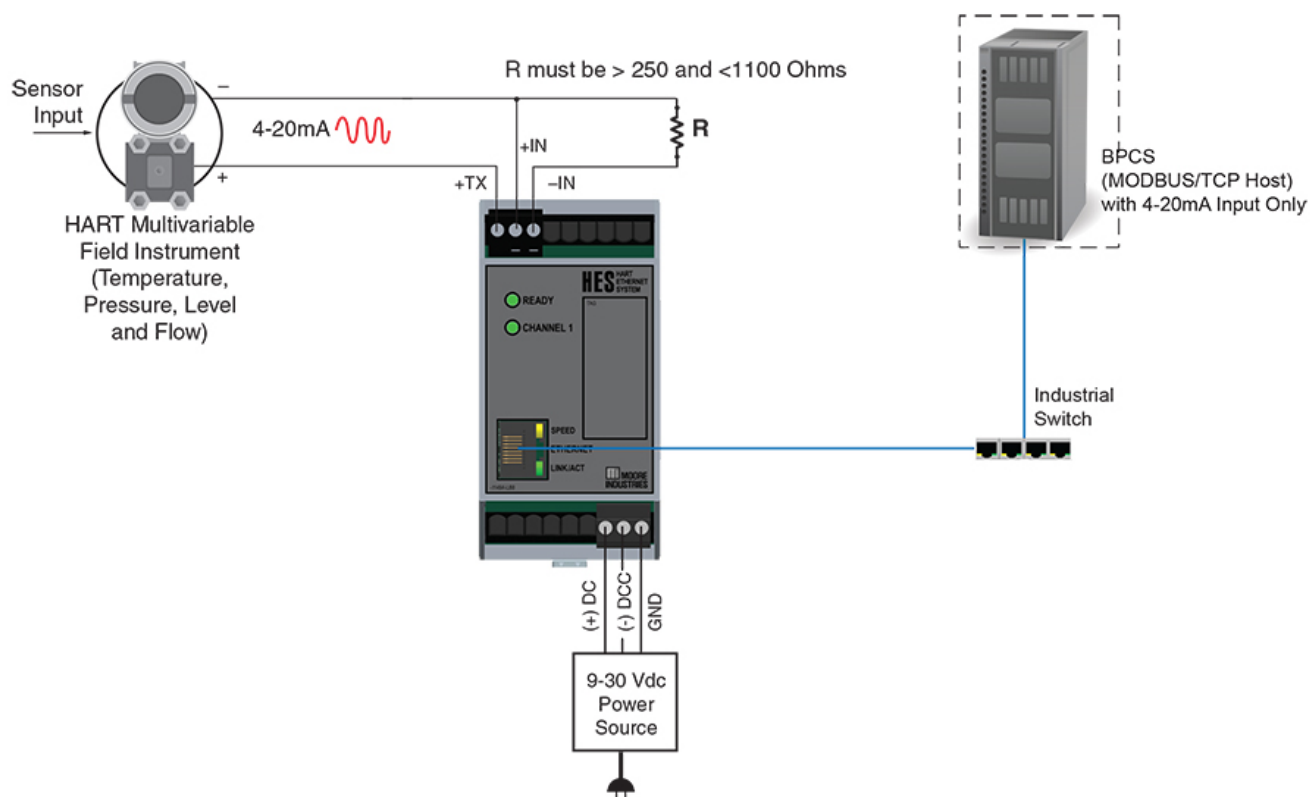 R must be > 250 and <1100 Ohms
Sensor
Input
–
+
4-20mA
+IN
R
+TX
–IN
HART Multivariable
Field Instrument
(Temperature,
Pressure, Level
and Flow)
HES HART
ETHERNET
SYSTEM
TAG
READY
CHANNEL 1
SPEED
ETHERNET
LINK/ACT
MOORE
INDUSTRIES
BPCS
(MODBUS/TCP Host)
with 4-20mA Input Only
Industrial
Switch
(+) DC
(-) DCC
GND
9-30 Vdc
Power
Source